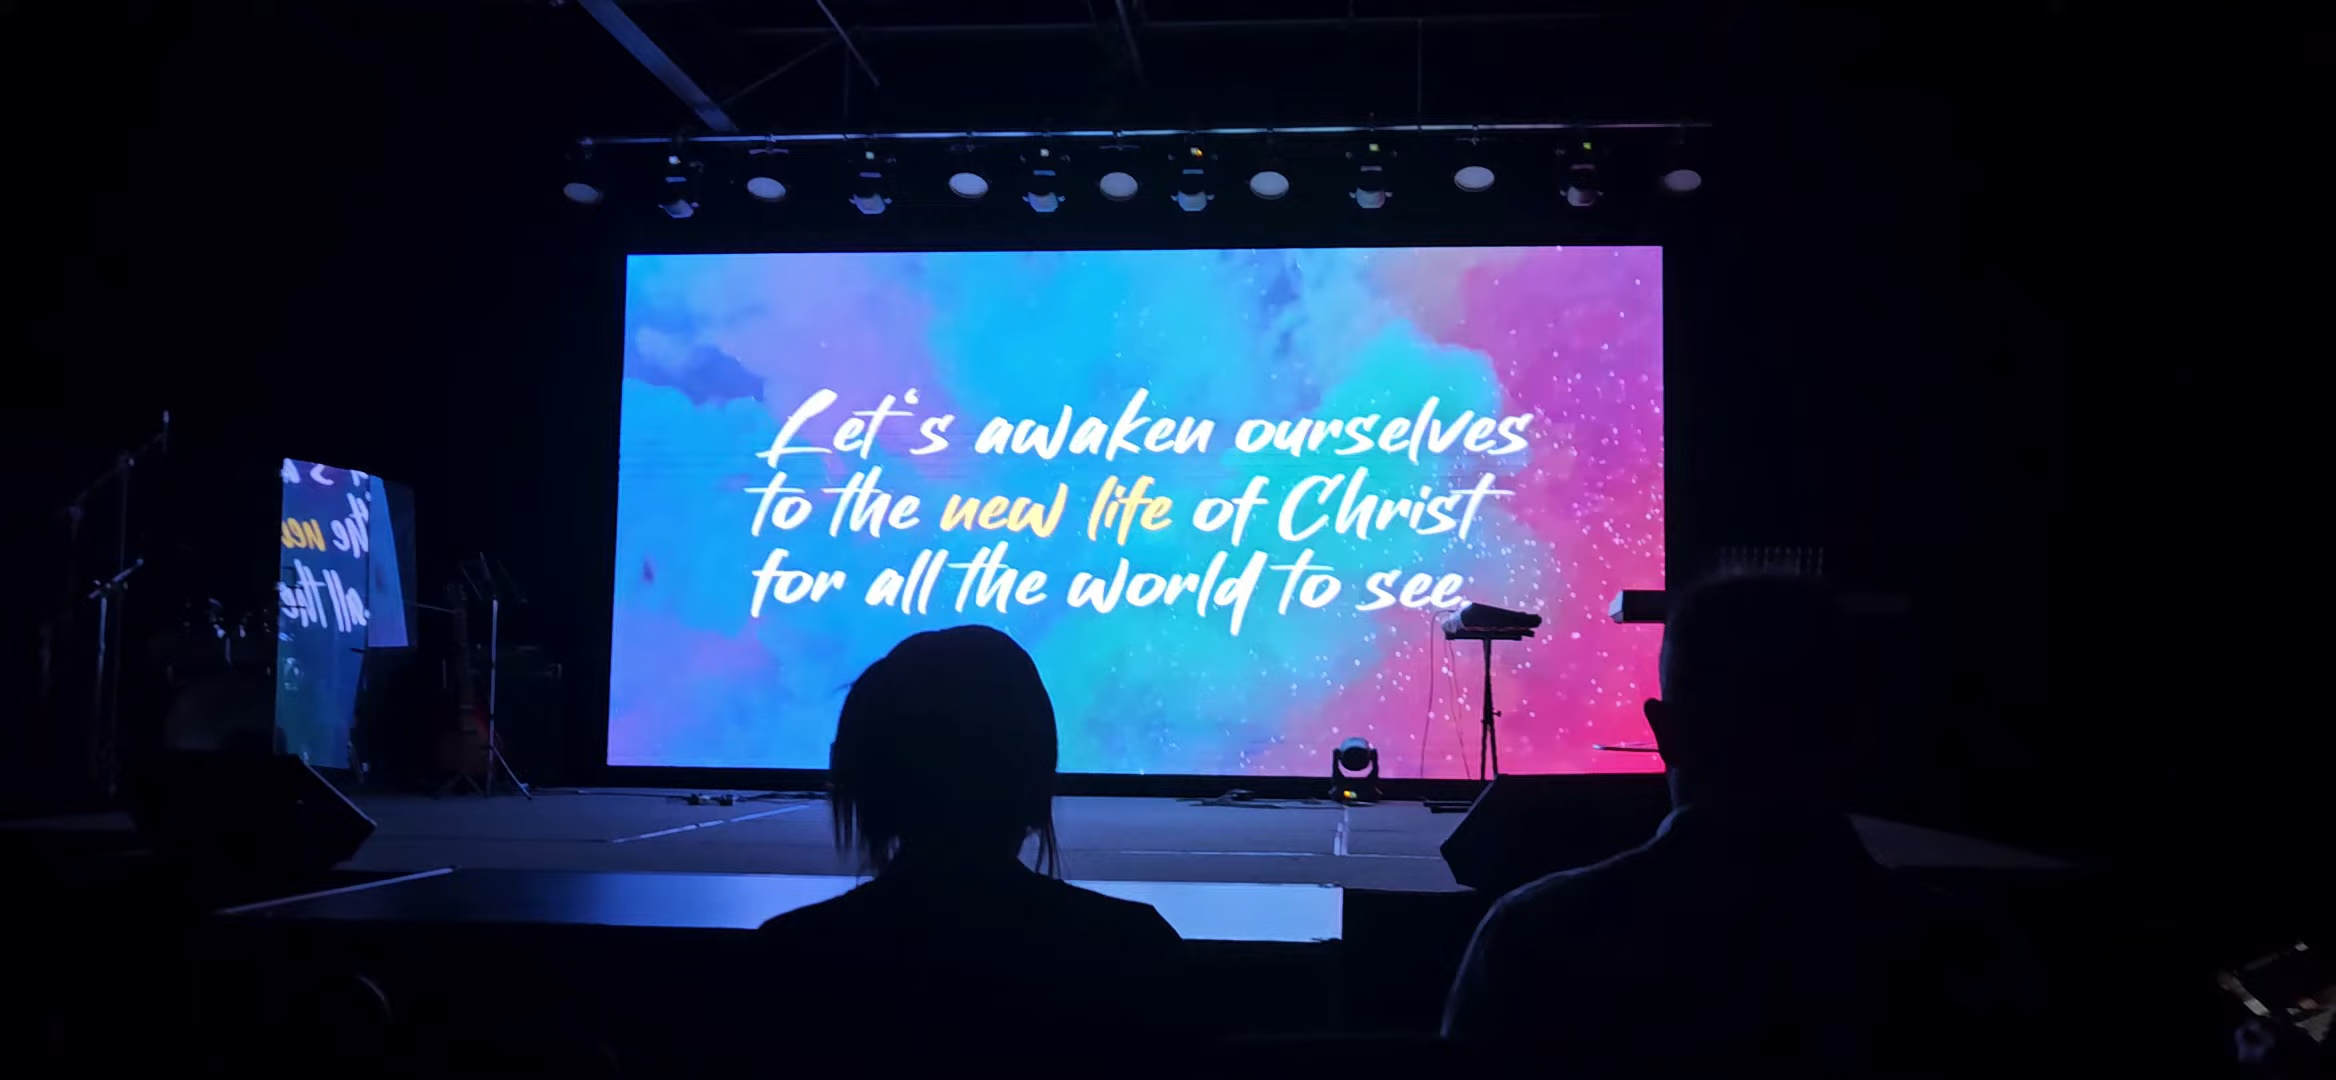 Let's awaken ourselves
to the new life of Christ
for all the world to see.